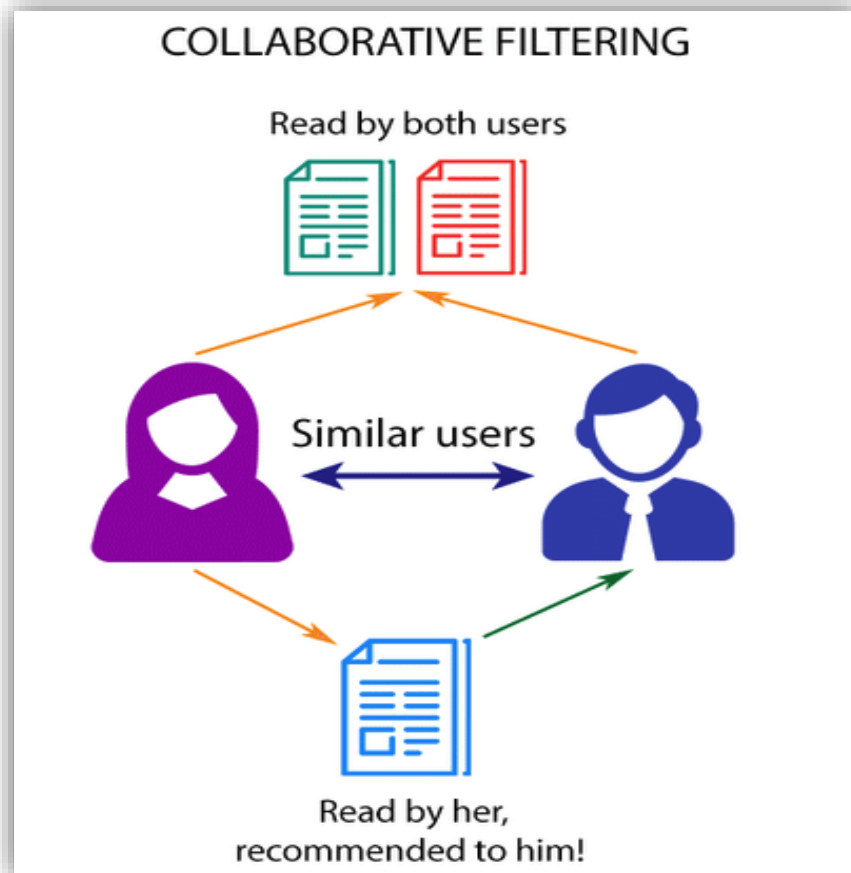 COLLABORATIVE FILTERING
Read by both users
Similar users
Read by her,
recommended to him!